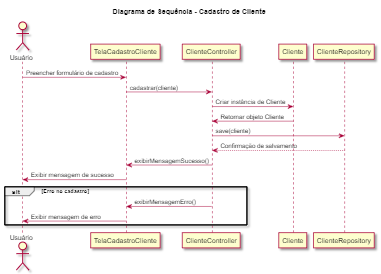 Diagrama de Sequência - Cadastro de Cliente
Usuário
TelaCadastroCliente
ClienteController
Cliente
ClienteRepository
Preencher formulário de cadastro
cadastrar(cliente)
Criar instância de Cliente
Retornar objeto Cliente
save(cliente)
Confirmação de salvamento
exibirMensagemSucesso()
Exibir mensagem de sucesso
alt
[Erro no cadastro]
exibirMensagemErro()
Exibir mensagem de erro
Usuário
TelaCadastroCliente
ClienteController
Cliente
ClienteRepository